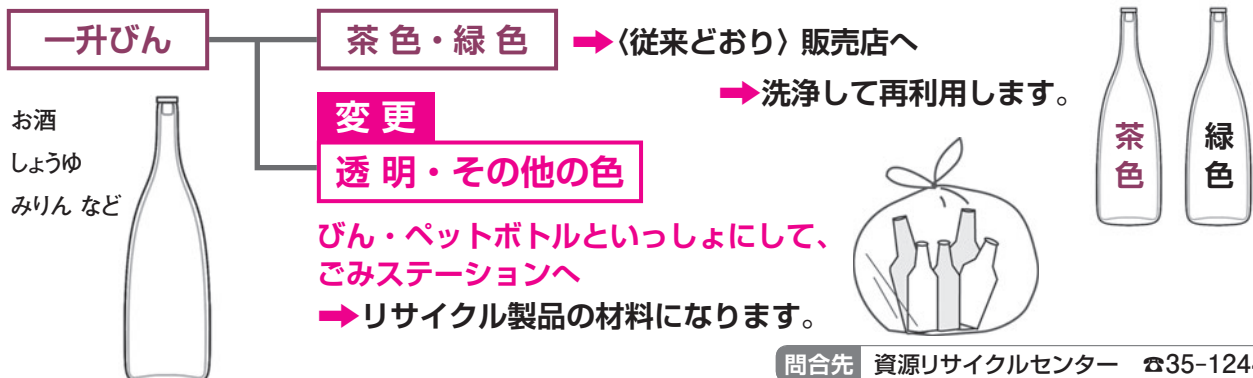 一升びん
お酒
しょうゆ
みりん など
茶色・緑色
➡〈従来どおり〉販売店へ
➡洗浄して再利用します。
変更
透明・その他の色
びん・ペットボトルといっしょにして、
ごみステーションへ
➡リサイクル製品の材料になります。
茶色
緑色
問合先 資源リサイクルセンター ☎35-124